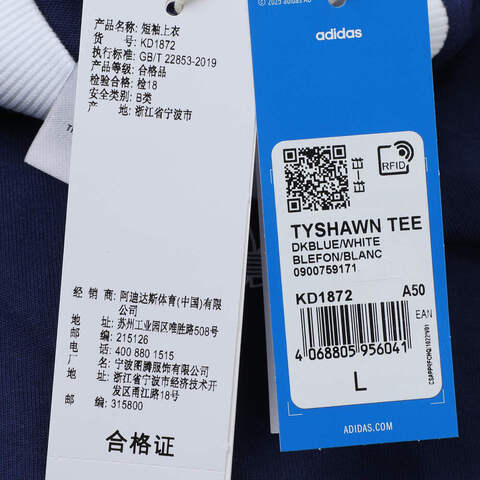 产品名称: 短袖上衣
货 号: KD1872
执行标准: GB/T 22853-2019
产品等级: 合格品
检验合格: 检18
安全类别: B类
产 地: 浙江省宁波市
经 销 商: 阿迪达斯体育(中国)有限公司
地 址: 苏州工业园区唯胜路508号
邮 编: 215126
电 话: 400 880 1515
厂 名: 宁波图腾服饰有限公司
地 址: 浙江省宁波市经济技术开
发区甬江路18号
邮 编: 315800
合格证
© 2025 adidas AG
adidas
RFID
L
TYSHAWN TEE
DKBLUE/WHITE
BLEFON/BLANC
0900759171
KD1872 A50
EAN
4 068805 956041
L
ADIDAS.COM